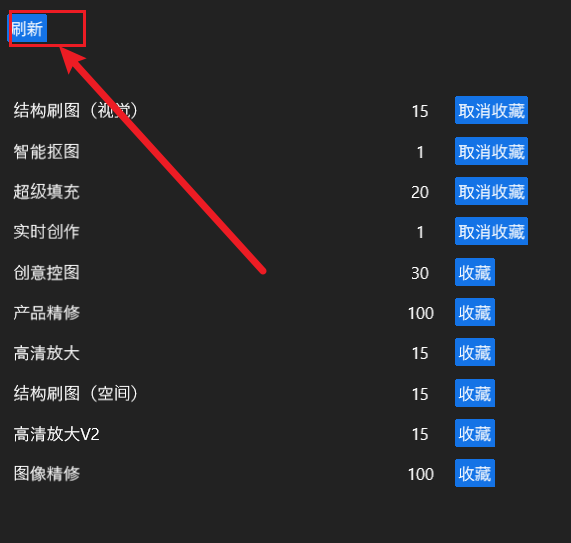 刷新
结构刷图（视觉） 15 取消收藏
智能抠图 1 取消收藏
超级填充 20 取消收藏
实时创作 1 取消收藏
创意控图 30 收藏
产品精修 100 收藏
高清放大 15 收藏
结构刷图（空间） 15 收藏
高清放大V2 15 收藏
图像精修 100 收藏